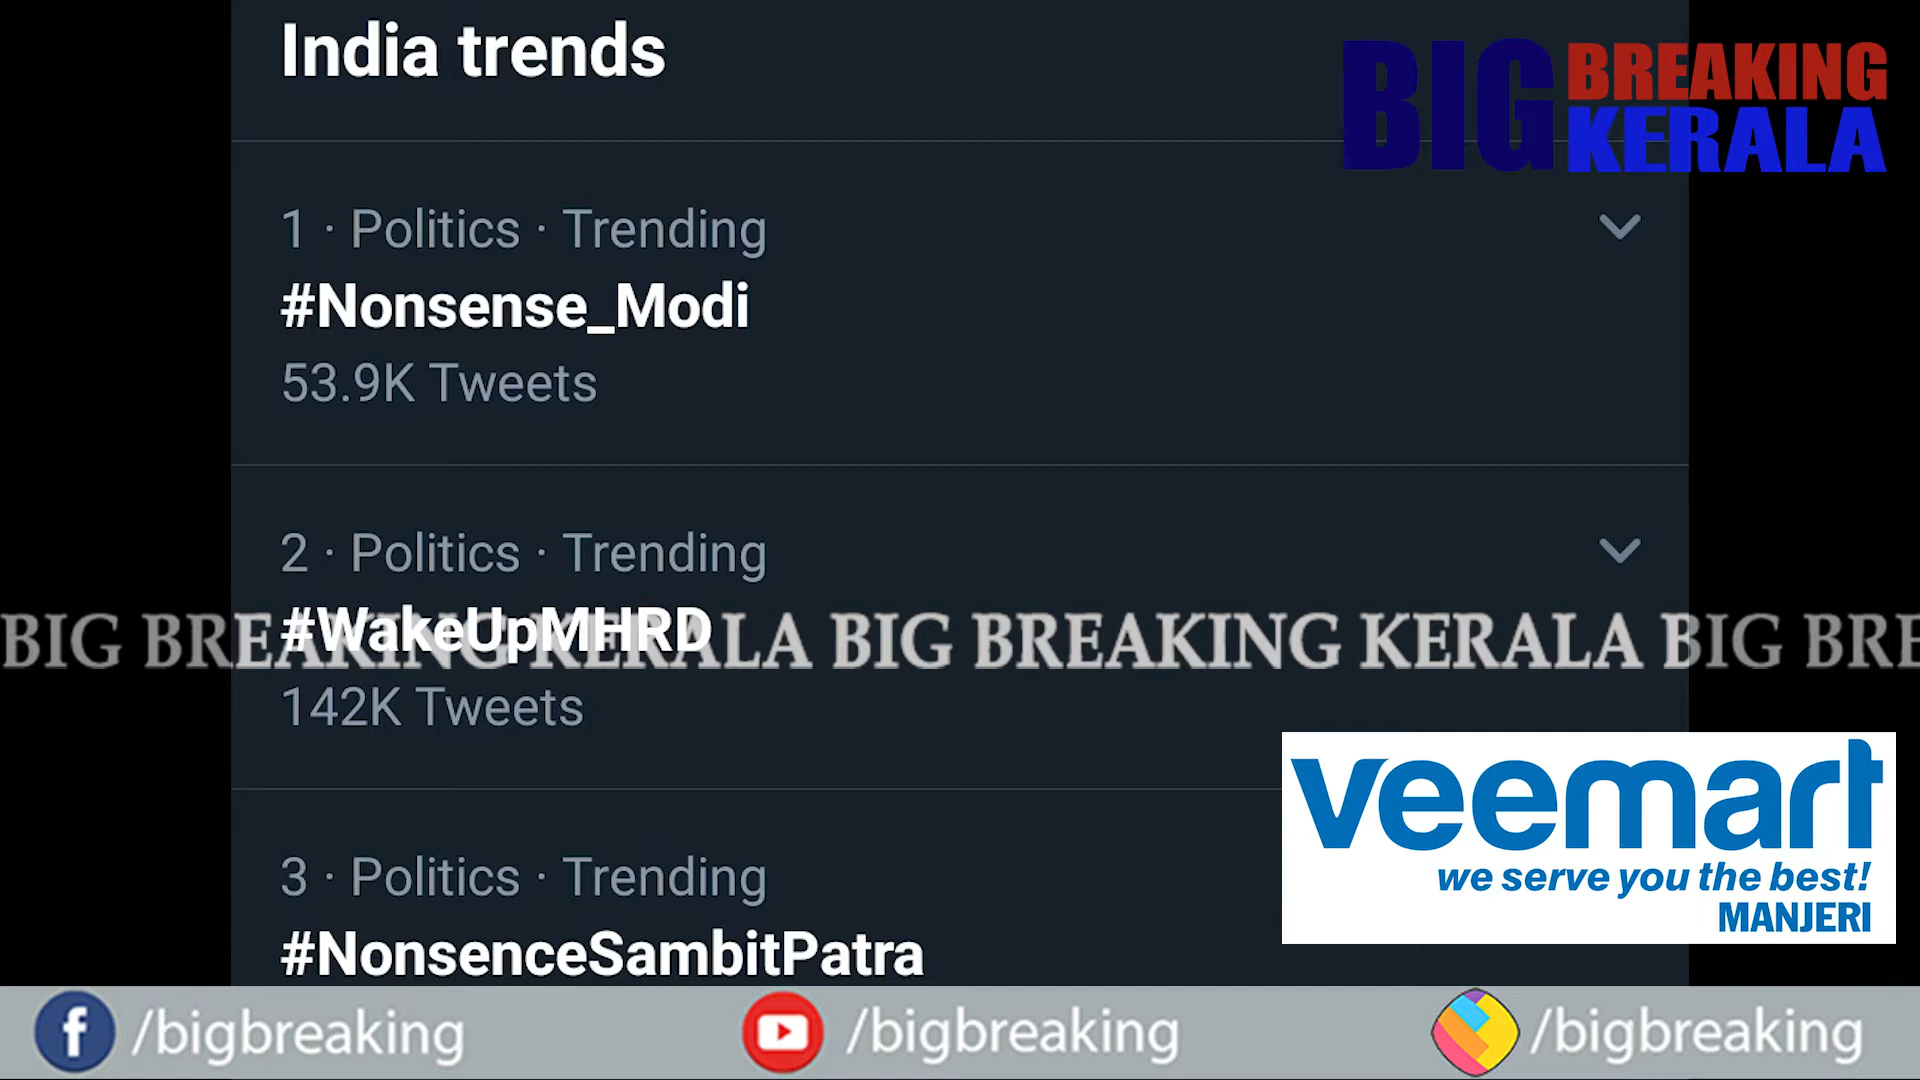 India trends
BIG BREAKING KERALA
1 · Politics · Trending
#Nonsense_Modi
53.9K Tweets
2 · Politics · Trending
#WakeUpMHRD
BIG BREAKING KERALA BIG BREAKING KERALA BIG BRE
142K Tweets
3 · Politics · Trending
#NonsenceSambitPatra
veemart
we serve you the best!
MANJERI
/bigbreaking
/bigbreaking
/bigbreaking